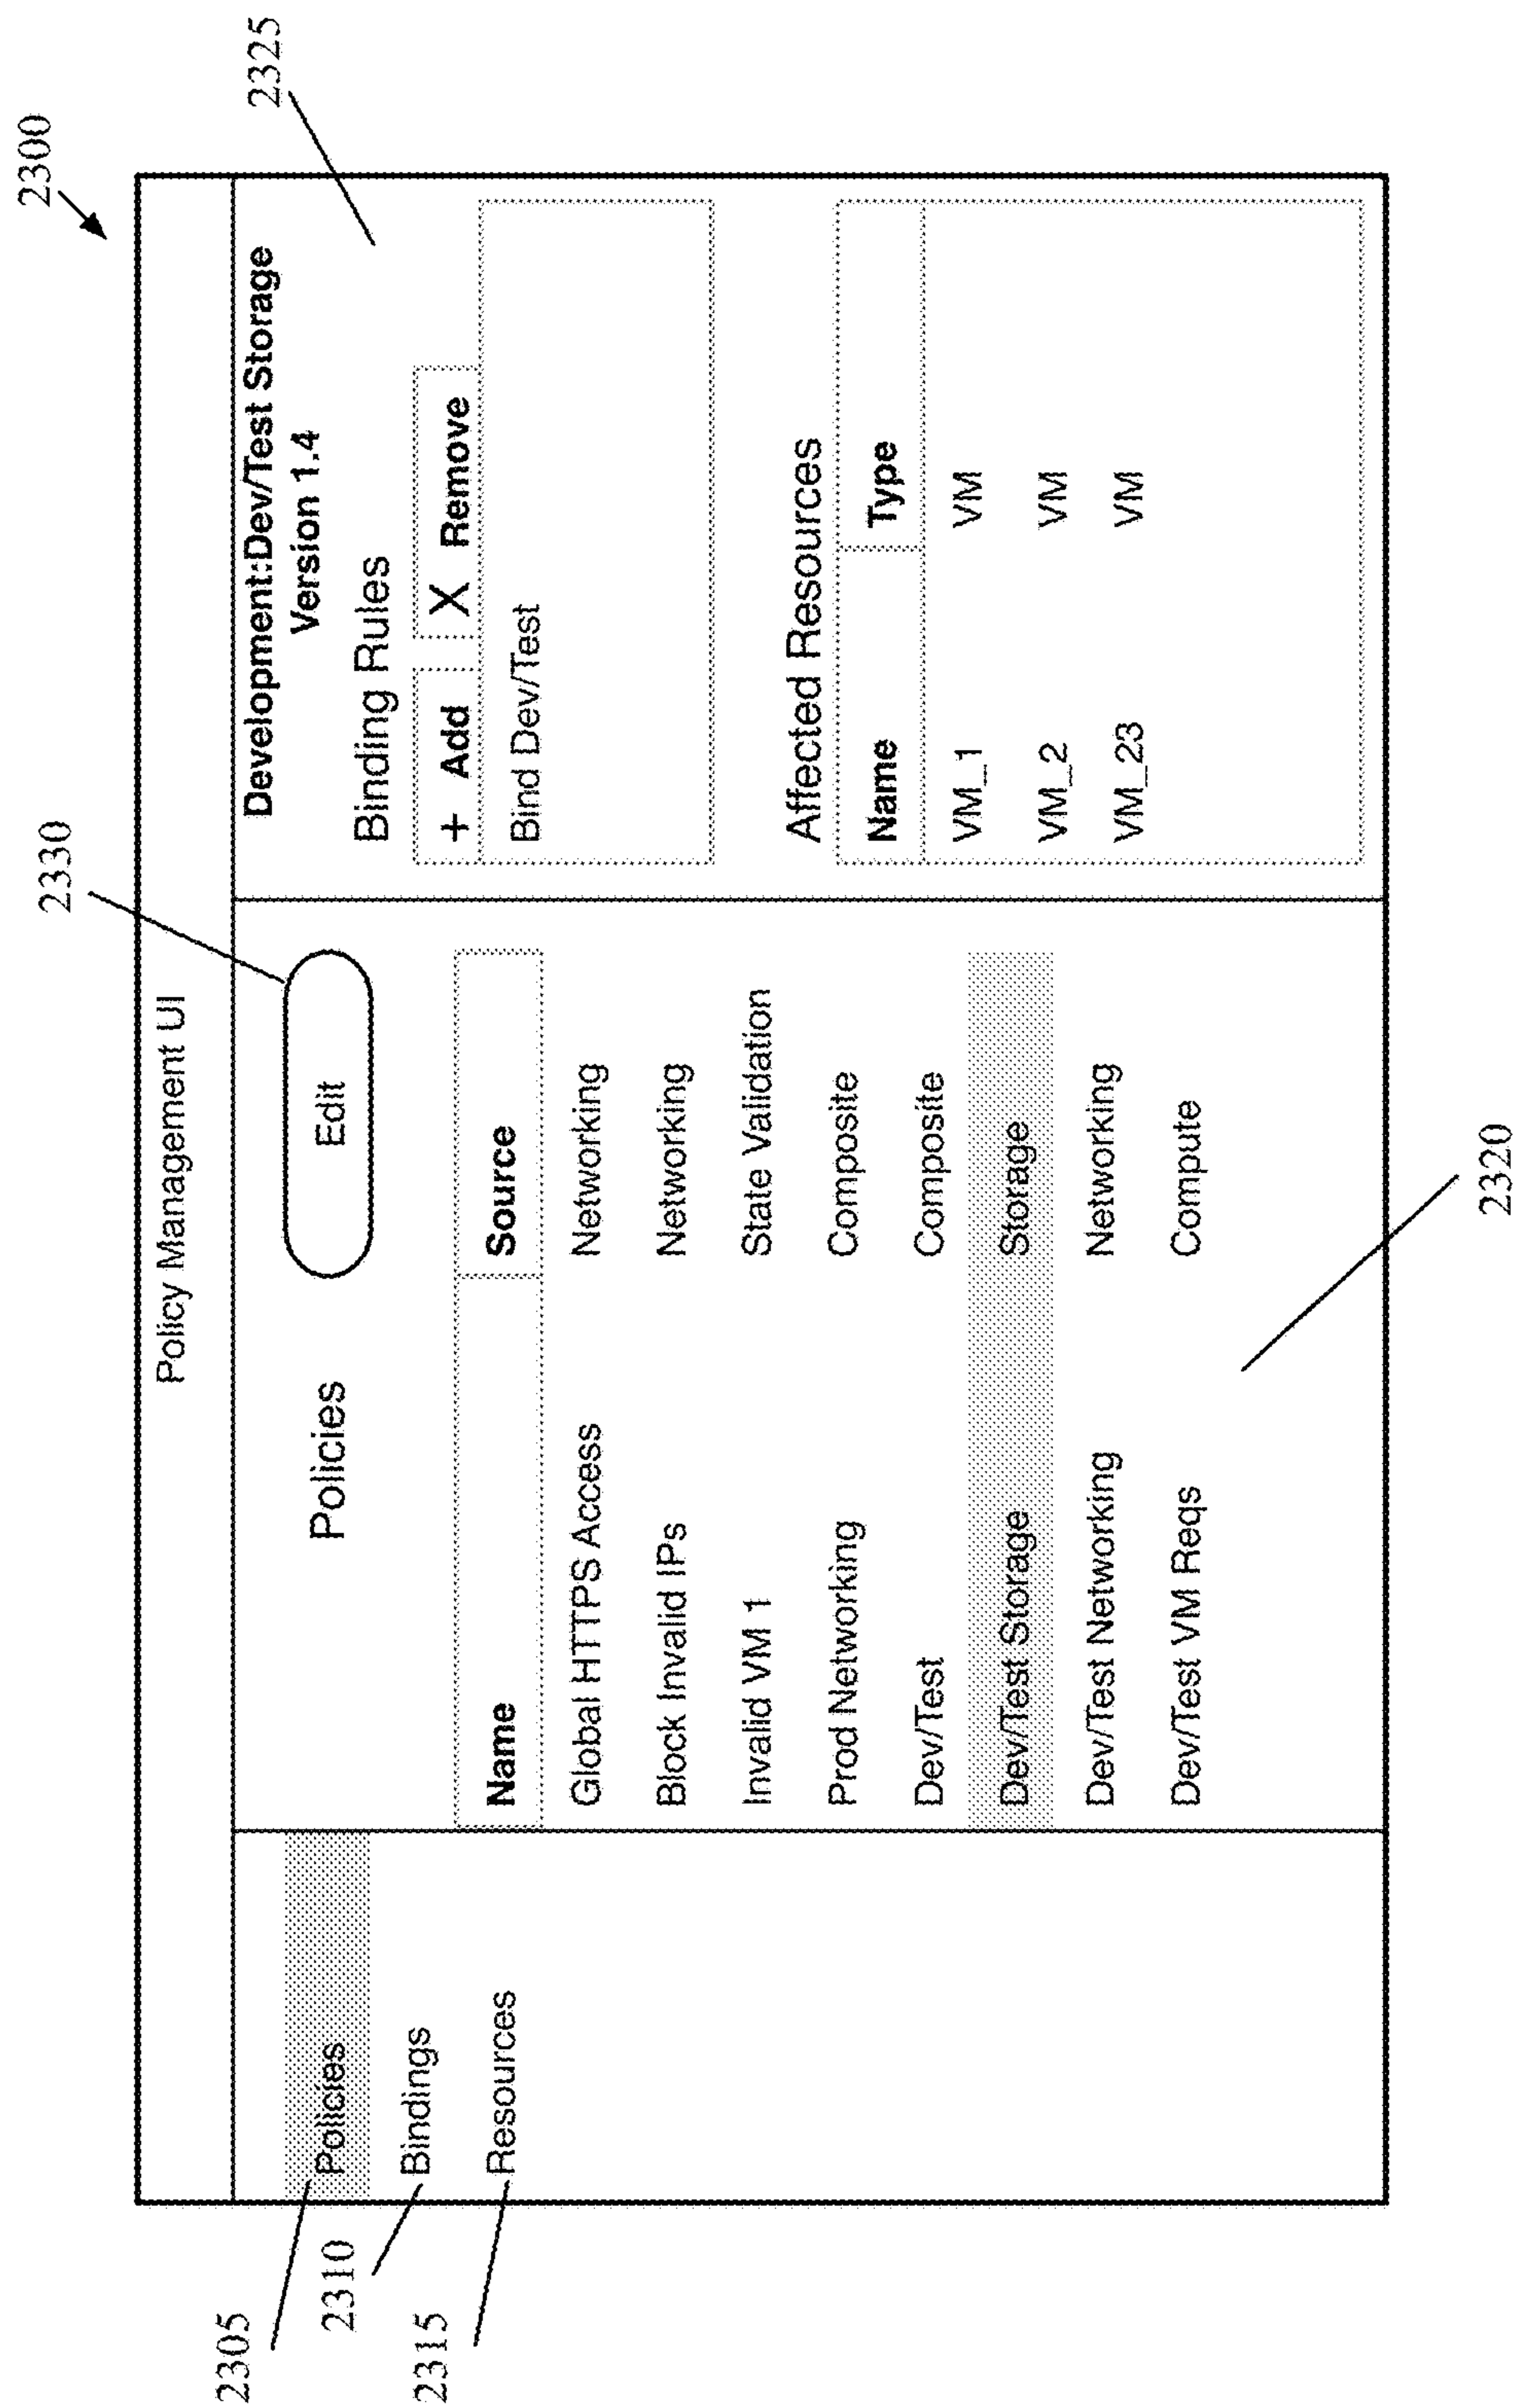 2300
Policy Management UI
2305
Policies
2310
Bindings
2315
Resources
Policies
2330
Edit
Name Source
Global HTTPS Access Networking
Block Invalid IPs Networking
Invalid VM 1 State Validation
Prod Networking Composite
Dev/Test Composite
Dev/Test Storage Storage
Dev/Test Networking Networking
Dev/Test VM Reqs Compute
2320
2325
Development:Dev/Test Storage
Version 1.4
Binding Rules
+ Add X Remove
Bind Dev/Test
Affected Resources
Name Type
VM_1 VM
VM_2 VM
VM_23 VM